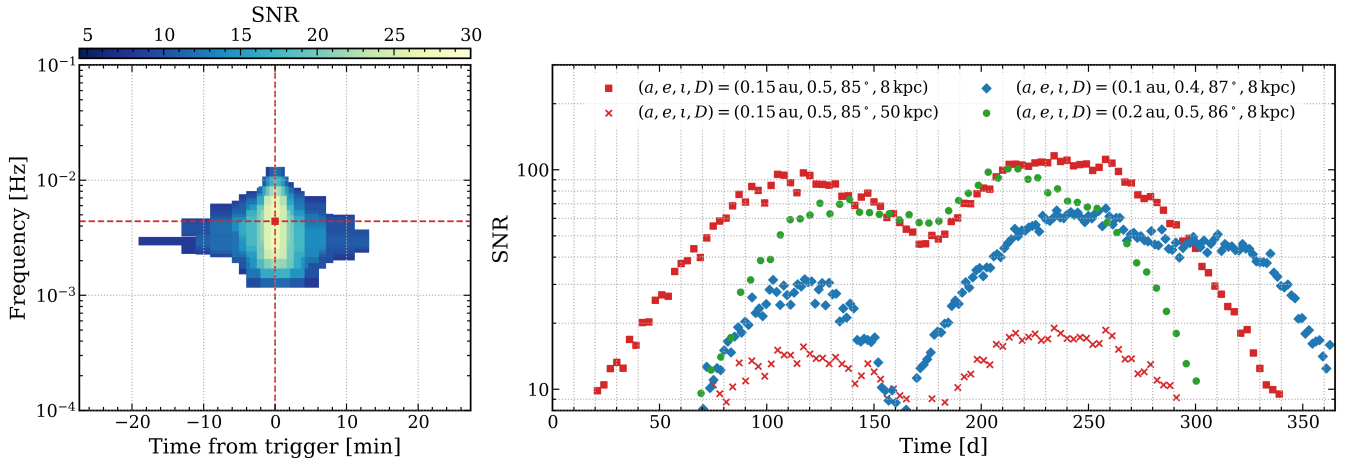 SNR
5 10 15 20 25 30
Frequency [Hz]
10⁻¹
10⁻²
10⁻³
10⁻⁴
−20 −10 0 10 20
Time from trigger [min]
(a, e, ι, D) = (0.15 au, 0.5, 85°, 8 kpc)
(a, e, ι, D) = (0.15 au, 0.5, 85°, 50 kpc)
(a, e, ι, D) = (0.1 au, 0.4, 87°, 8 kpc)
(a, e, ι, D) = (0.2 au, 0.5, 86°, 8 kpc)
SNR
100
10
0 50 100 150 200 250 300 350
Time [d]